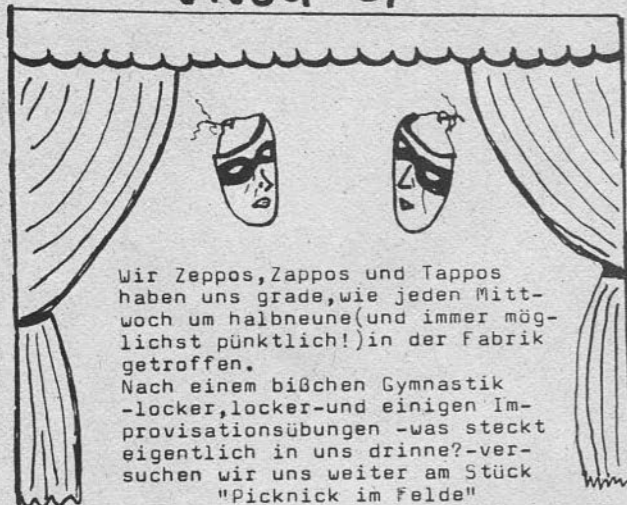 Wir Zeppos,Zappos und Tappos
haben uns grade,wie jeden Mitt-
woch um halbneune(und immer mög-
lichst pünktlich!)in der Fabrik
getroffen.
Nach einem bißchen Gymnastik
-locker,locker-und einigen Im-
provisationsübungen -was steckt
eigentlich in uns drinne?-ver-
suchen wir uns weiter am Stück
"Picknick im Felde"